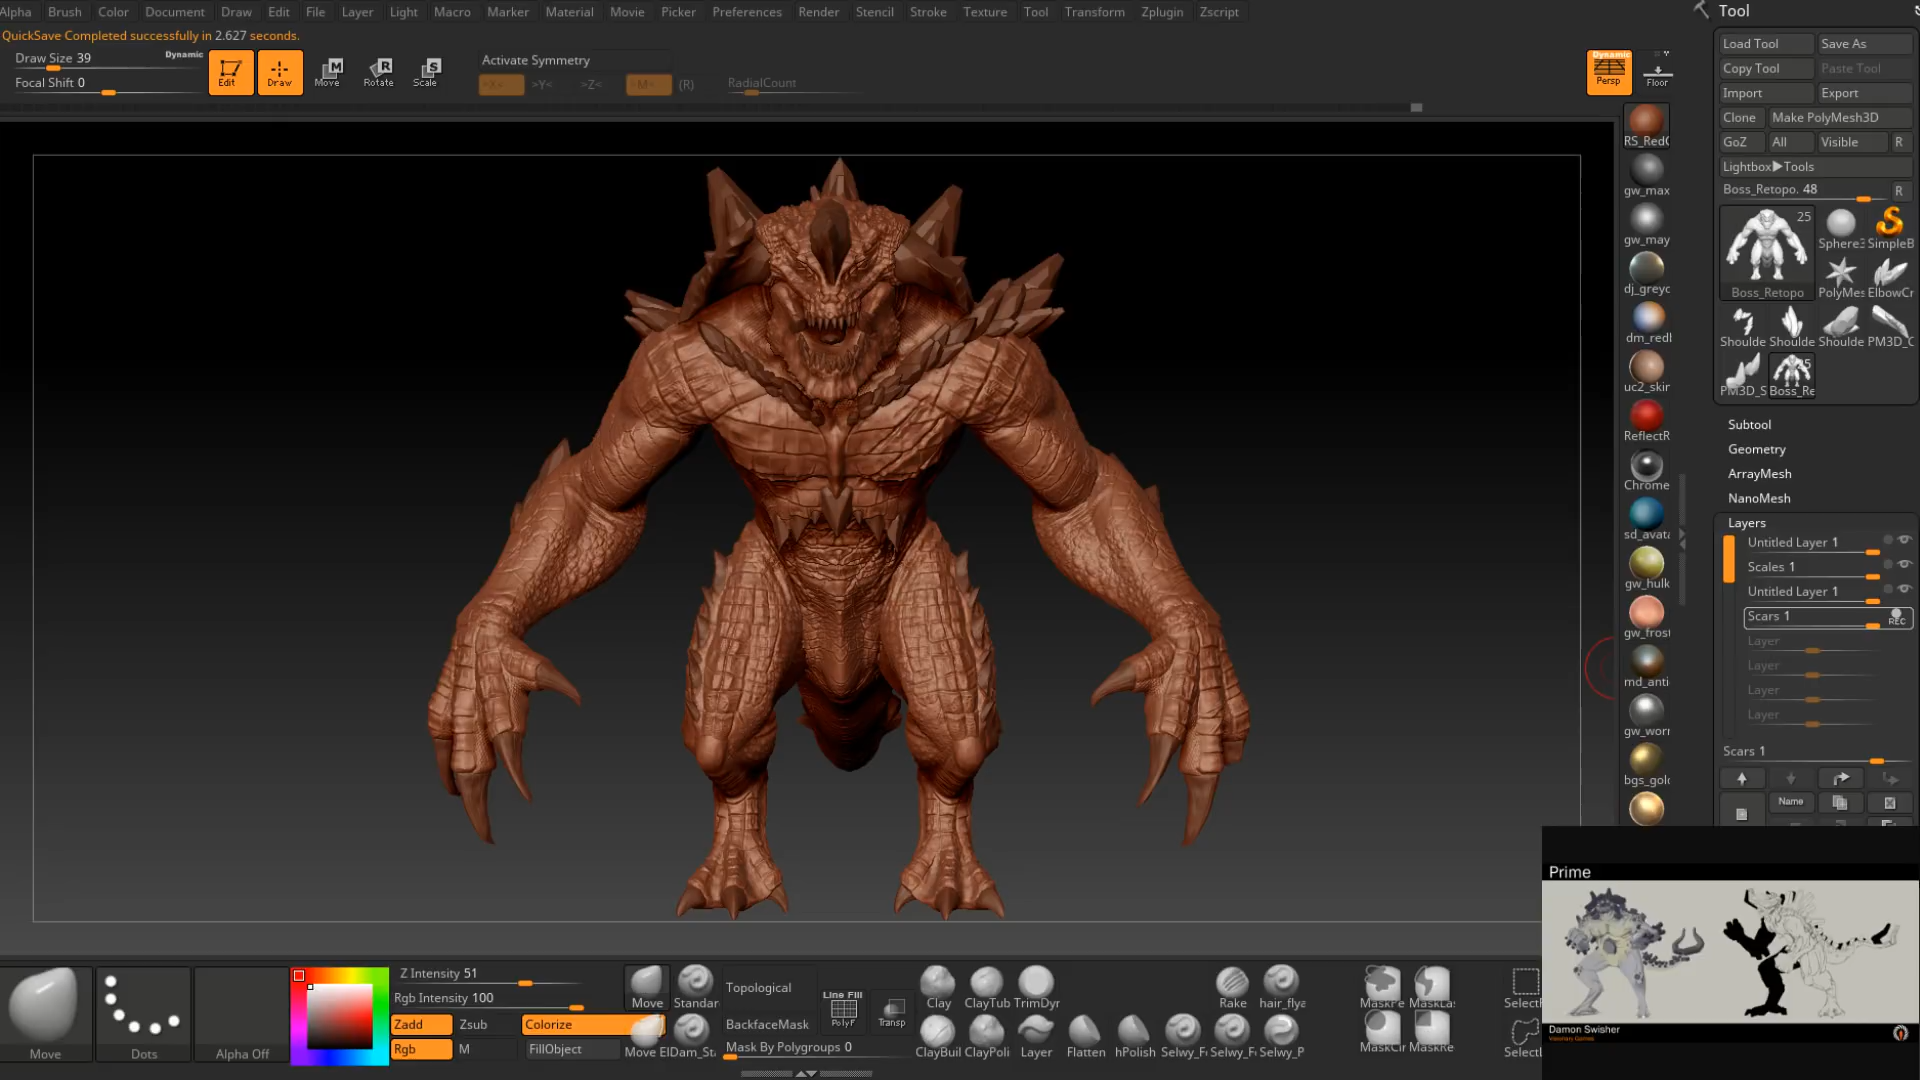 Alpha Brush Color Document Draw Edit File Layer Light Macro Marker Material Movie Picker Preferences Render Stencil Stroke Texture Tool Transform Zplugin Zscript
Tool
QuickSave Completed successfully in 2.627 seconds.
Draw Size 39
Dynamic
Focal Shift 0
Edit
Draw
M
Move
R
Rotate
S
Scale
Activate Symmetry
>X< >Y< >Z< >M< (R) RadialCount
Dynamic
Persp
Floor
Load Tool Save As
Copy Tool Paste Tool
Import Export
Clone Make PolyMesh3D
GoZ All Visible R
Lightbox▶Tools
Boss_Retopo. 48 R
25
Sphere3 SimpleB
Boss_Retopo PolyMes ElbowCr
Shoulde Shoulde Shoulde PM3D_C
PM3D_S Boss_Re
RS_RedC
gw_max
gw_may
dj_greyc
dm_redl
uc2_skir
ReflectR
Chrome
sd_avata
gw_hulk
gw_frost
md_anti
gw_worr
bgs_gold
Subtool
Geometry
ArrayMesh
NanoMesh
Layers
Untitled Layer 1
Scales 1
Untitled Layer 1
Scars 1 REC
Layer
Layer
Layer
Layer
Scars 1
Name
Prime
Damon Swisher
Move
Dots
Alpha Off
Z Intensity 51
Rgb Intensity 100
Zadd Zsub Colorize
Rgb M FillObject
Move Standar
Move ElDam_Sta
Topological
BackfaceMask
Mask By Polygroups 0
Line Fill
PolyF
Transp
Clay ClayTub TrimDyr
Rake hair_flya
ClayBuil ClayPoli Layer Flatten hPolish Selwy_F Selwy_F Selwy_P
MaskPe MaskLas
MaskCir MaskRe
SelectF
SelectL